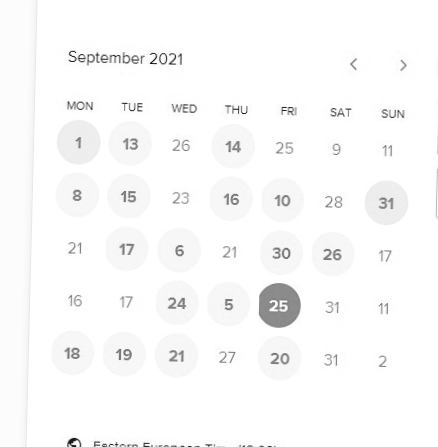 September 2021
MON TUE WED THU FRI SAT SUN
1 13 26 14 25 9 11
8 15 23 16 10 28 31
21 17 6 21 30 26 17
16 17 24 5 25 31 11
18 19 21 27 20 31 2
Eastern European